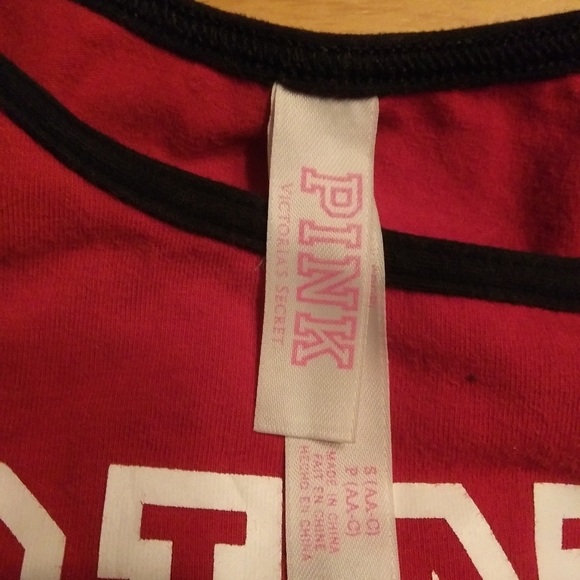 PINK
VICTORIA'S SECRET
S (AA-C)
P (AA-C)
MADE IN CHINA
FAIT EN CHINE
HECHO EN CHINA